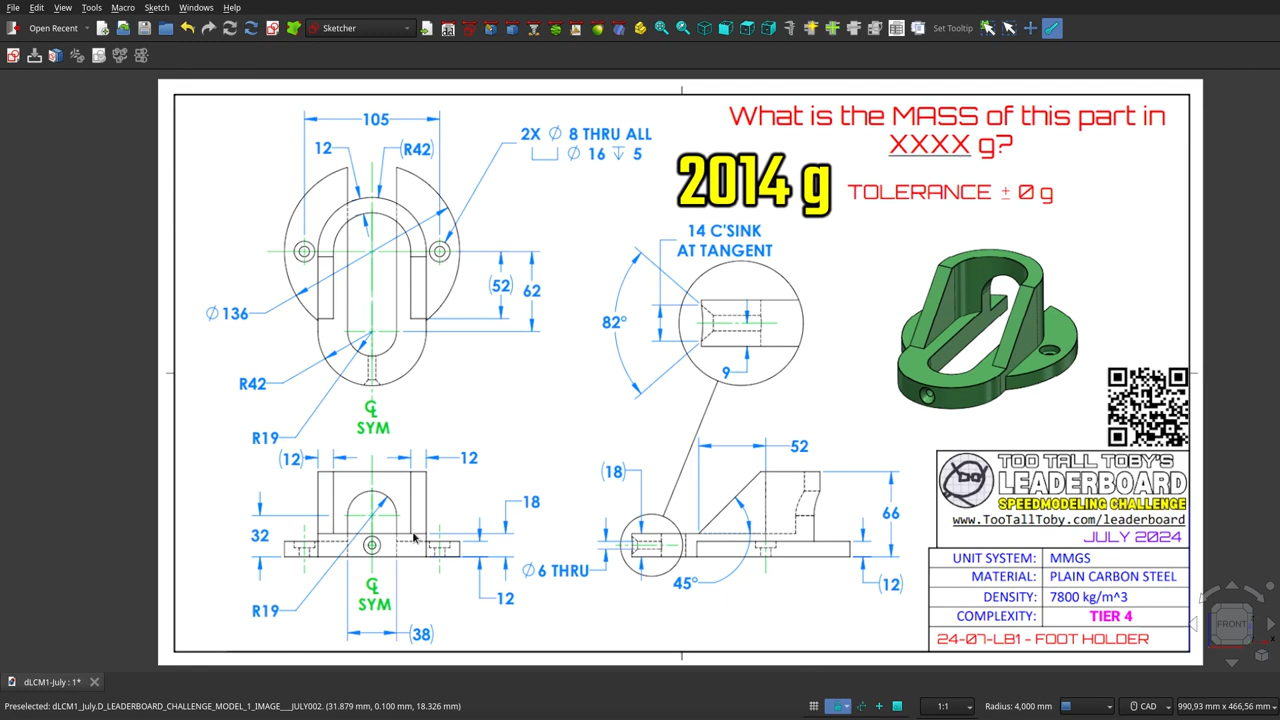 File Edit View Tools Macro Sketch Windows Help
Open Recent Sketcher Set Tooltip
What is the MASS of this part in
XXXX g?
2014 g
TOLERANCE ± 0 g
105
12
(R42)
2X Ø 8 THRU ALL
⌴ Ø 16 ↧ 5
(52)
62
Ø 136
R42
R19
℄
SYM
14 C'SINK
AT TANGENT
82°
9
(12)
12
32
18
12
R19
℄
SYM
(38)
52
(18)
66
Ø 6 THRU
45°
(12)
TOO TALL TOBY'S
LEADERBOARD
SPEEDMODELING CHALLENGE
www.TooTallToby.com/leaderboard
JULY 2024
UNIT SYSTEM: MMGS
MATERIAL: PLAIN CARBON STEEL
DENSITY: 7800 kg/m^3
COMPLEXITY: TIER 4
24-07-LB1 - FOOT HOLDER
FRONT
dLCM1-July : 1*
Preselected: dLCM1_July.D_LEADERBOARD_CHALLENGE_MODEL_1_IMAGE___JULY002. (31.879 mm, 0.100 mm, 18.326 mm)
1:1
Radius: 4,000 mm
CAD
990,93 mm x 466,56 mm